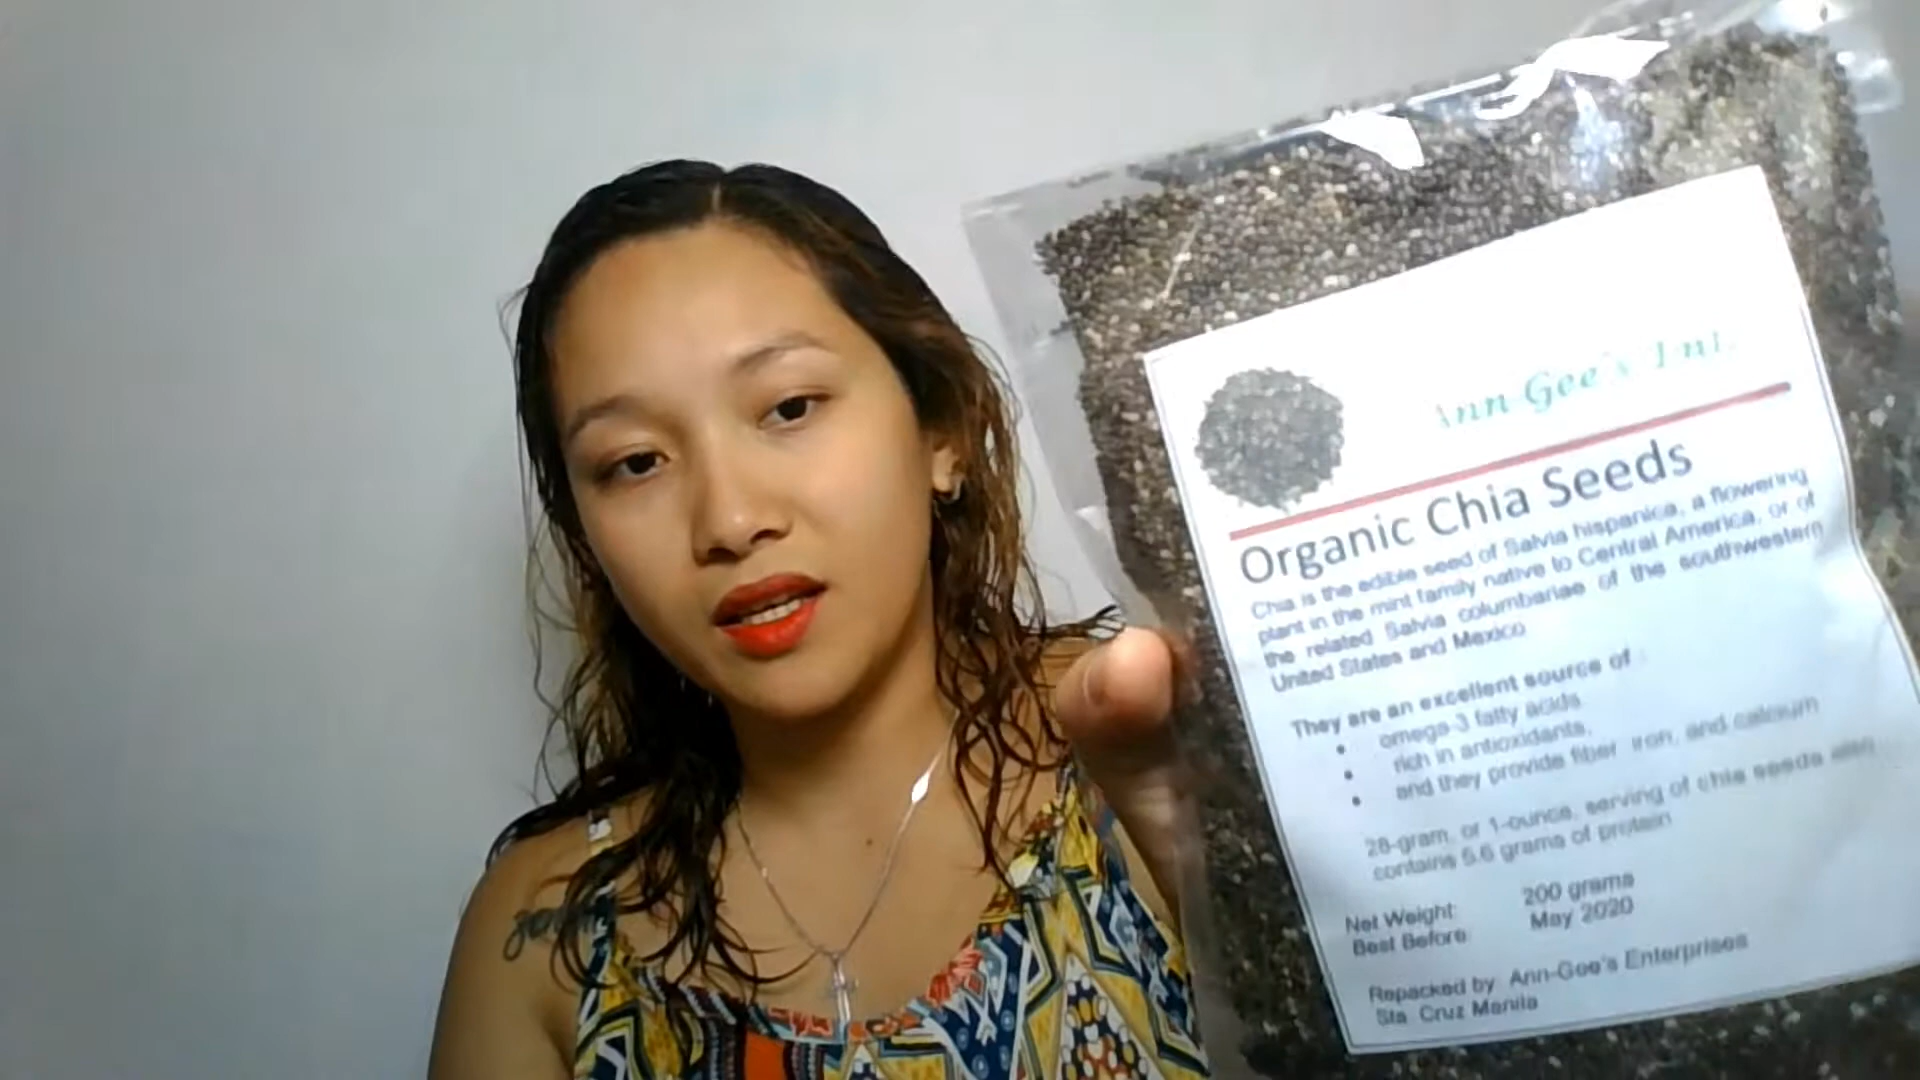 Ann-Gee's Int.
Organic Chia Seeds
Chia is the edible seed of Salvia hispanica, a flowering
plant in the mint family native to Central America, or of
the related Salvia columbariae of the southwestern
United States and Mexico
They are an excellent source of
• omega-3 fatty acids
• rich in antioxidants,
• and they provide fiber iron, and calcium
28-gram, or 1-ounce, serving of chia seeds also
contains 5.6 grams of protein
Net Weight: 200 grams
Best Before: May 2020
Repacked by Ann-Gee's Enterprises
Sta Cruz Manila